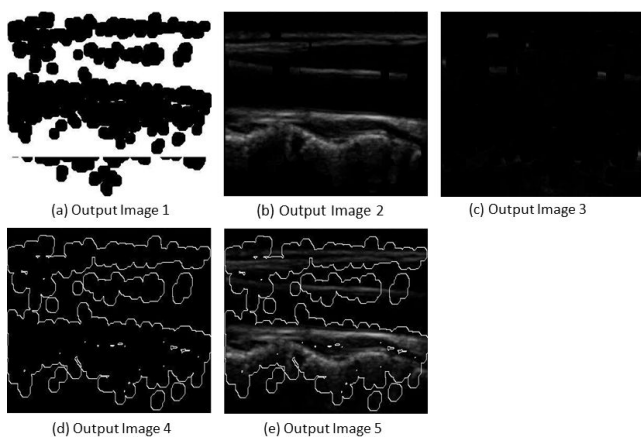 (a) Output Image 1
(b) Output Image 2
(c) Output Image 3
(d) Output Image 4
(e) Output Image 5